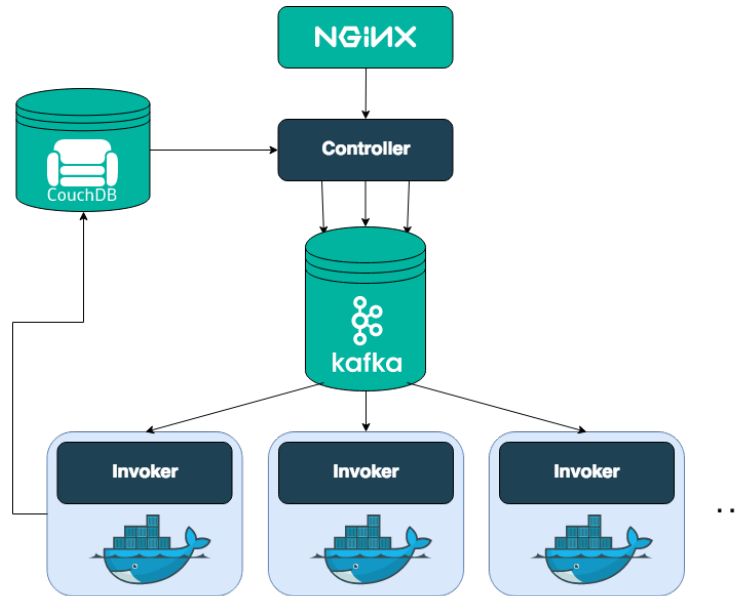 NGINX
Controller
CouchDB
kafka
Invoker
Invoker
Invoker
..